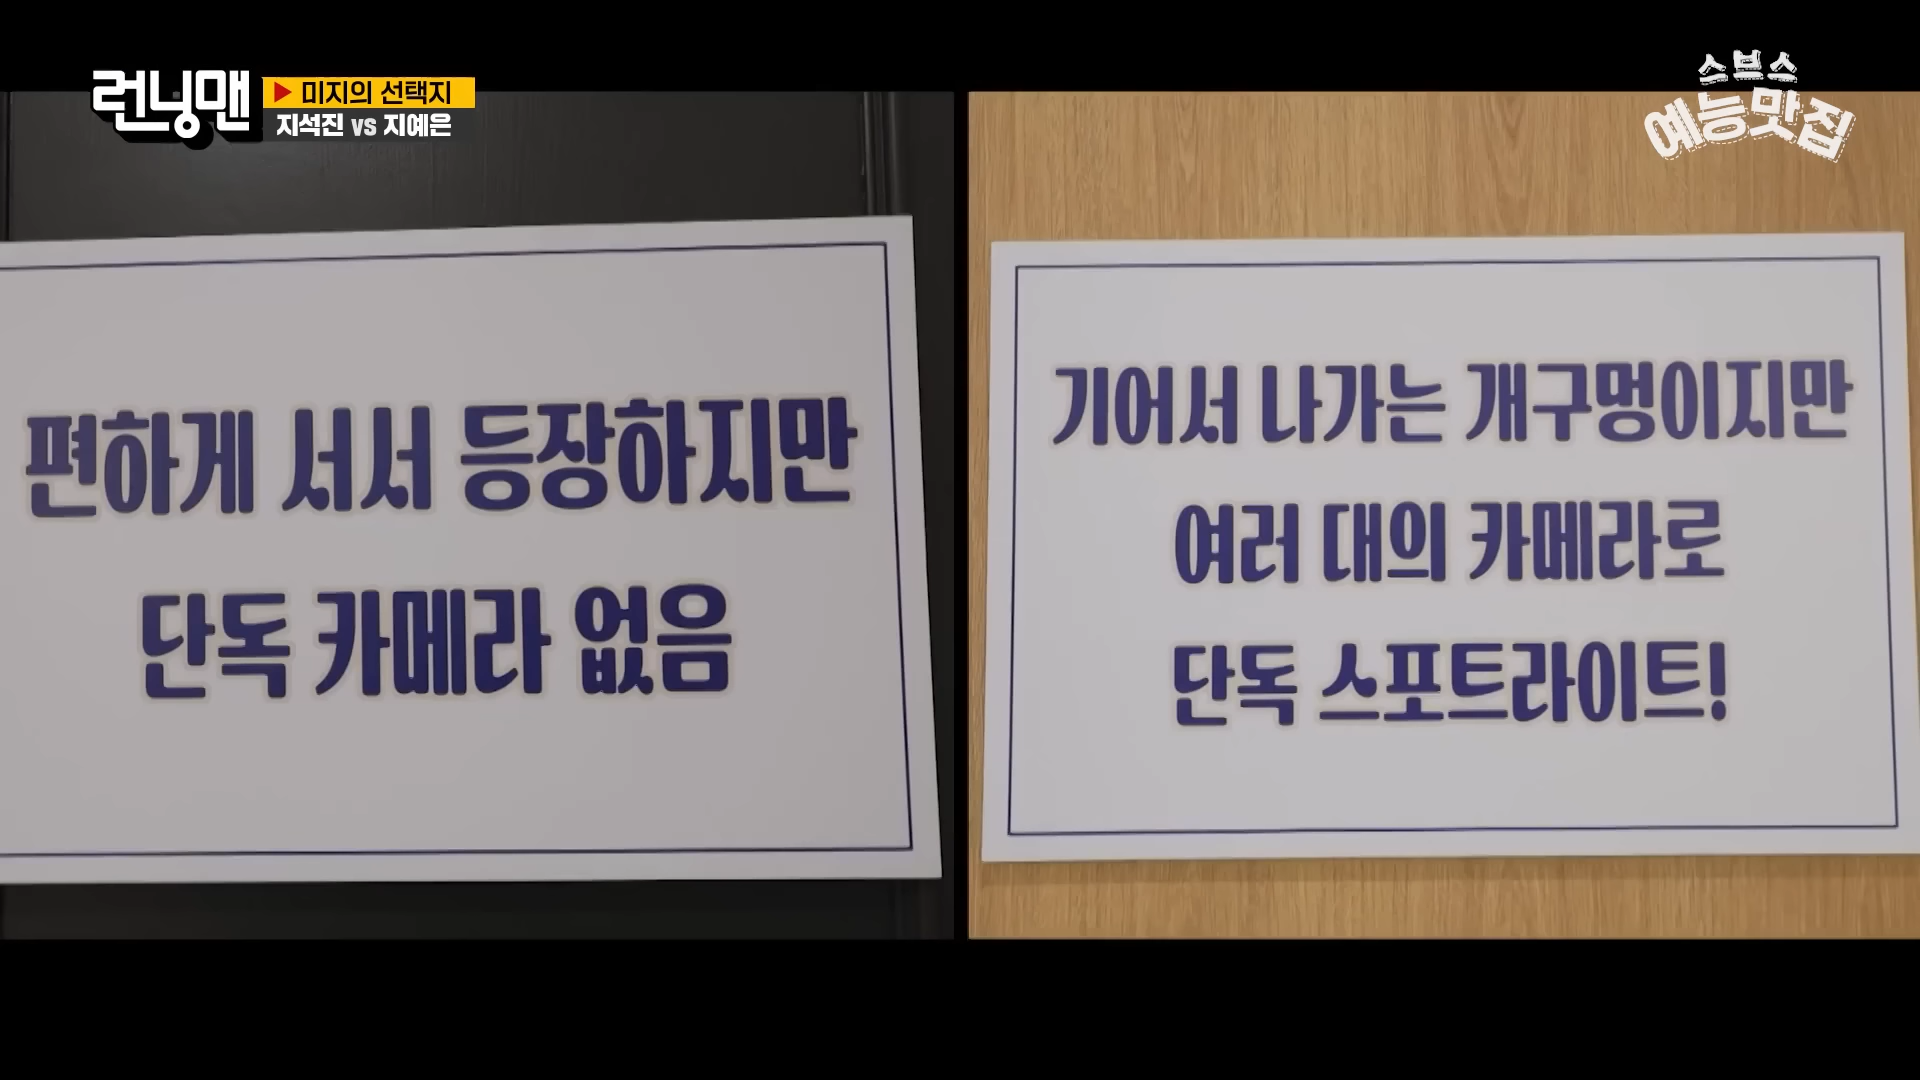 런닝맨
▶ 미지의 선택지
지석진 vs 지예은
스브스
예능맛집
편하게 서서 등장하지만
단독 카메라 없음
기어서 나가는 개구멍이지만
여러 대의 카메라로
단독 스포트라이트!